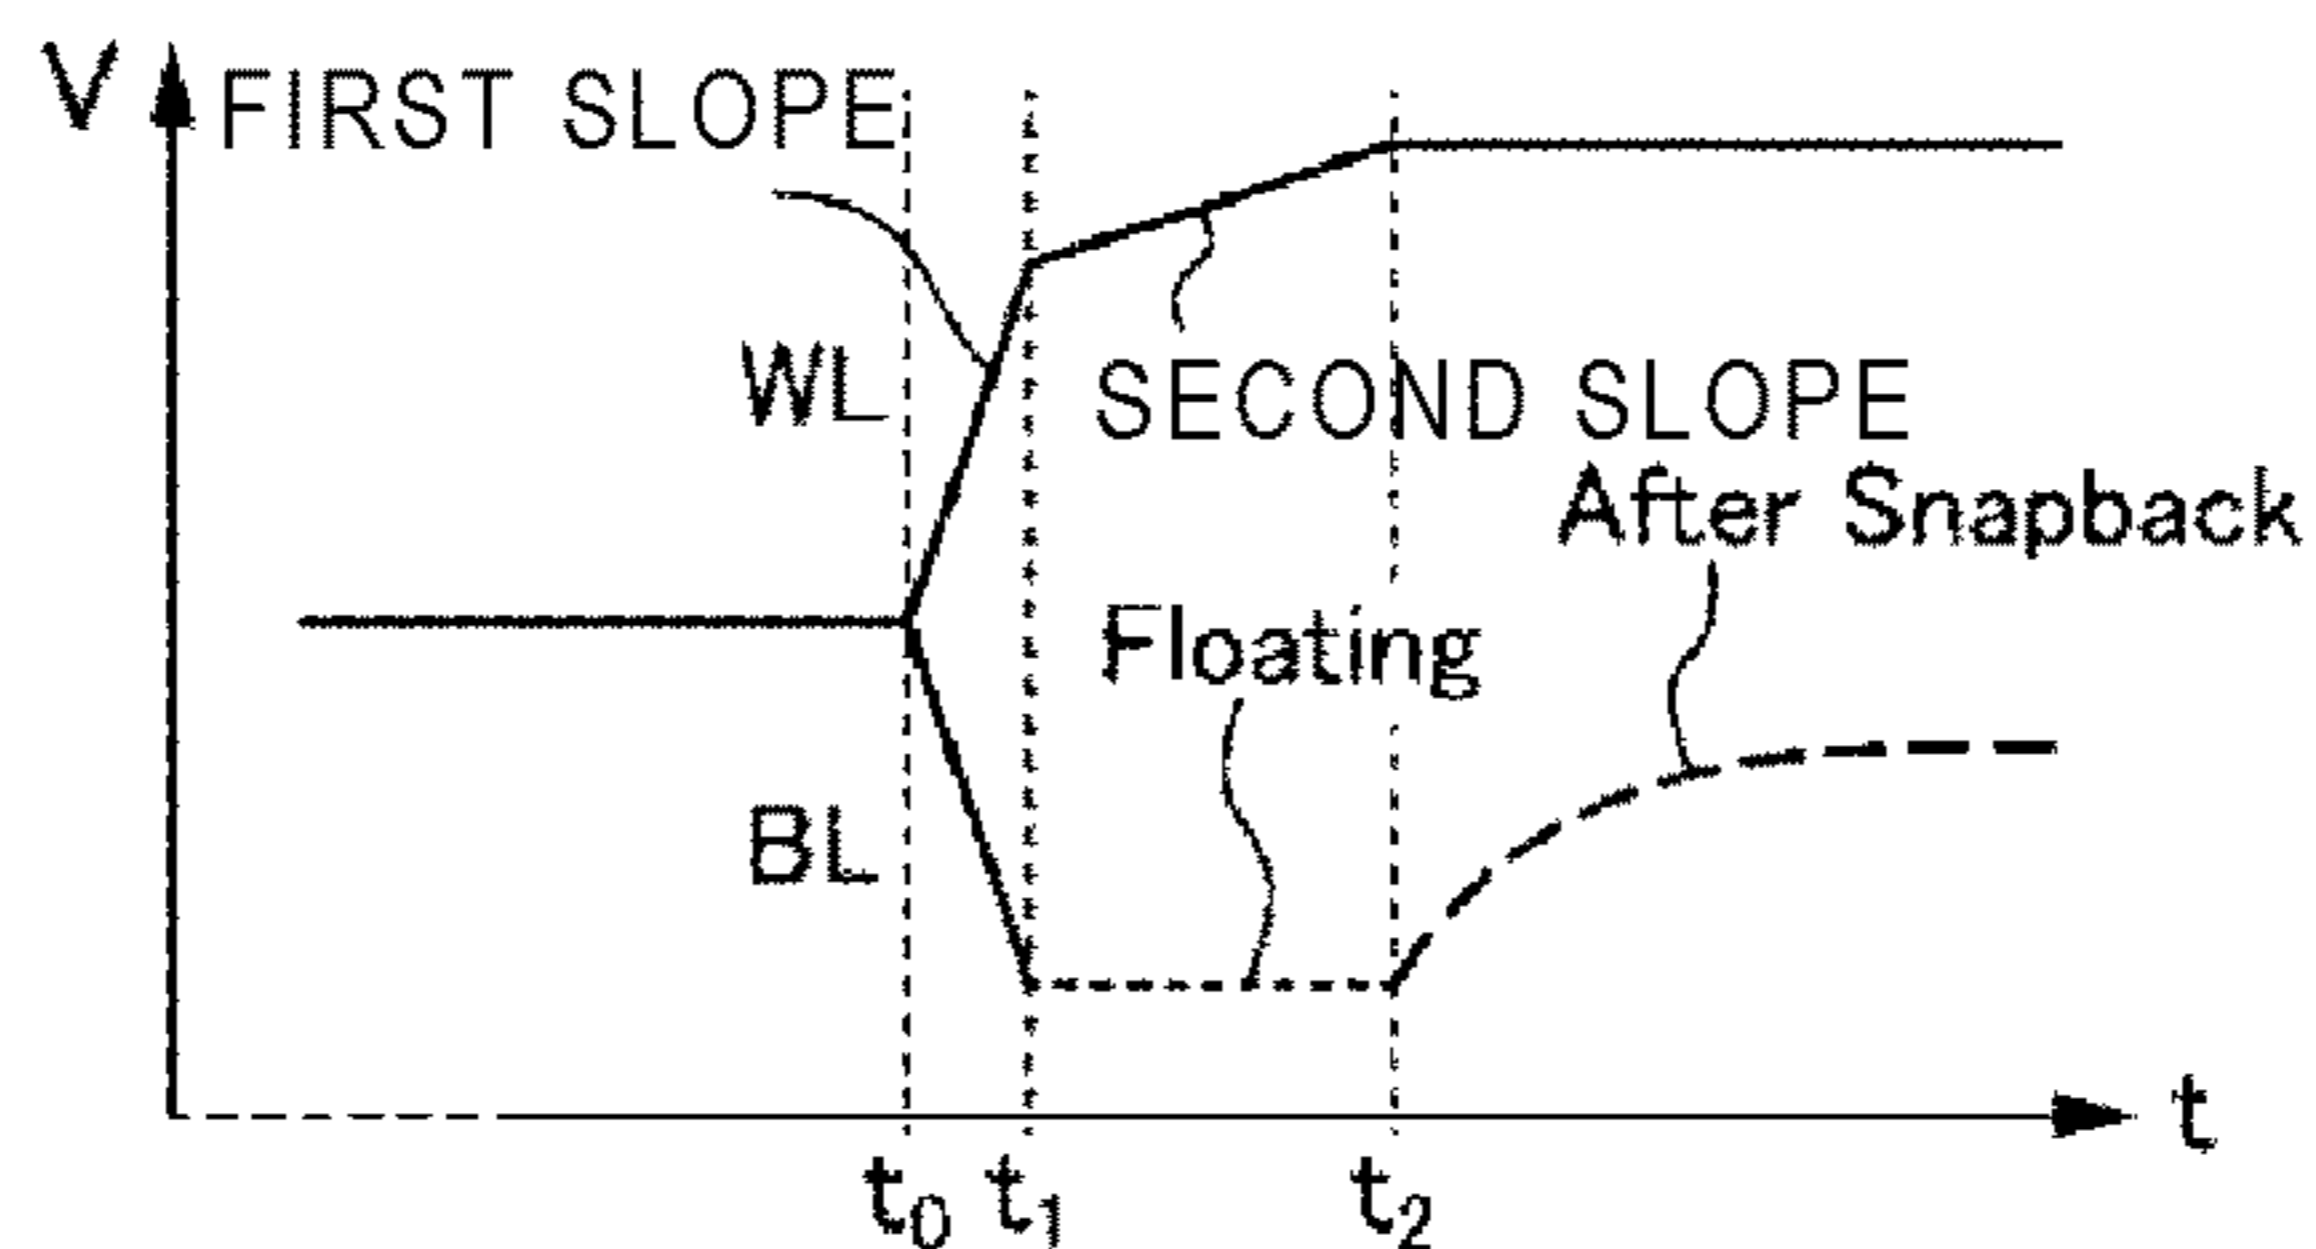 V
FIRST SLOPE
WL
SECOND SLOPE
After Snapback
Floating
BL
t
t0 t1 t2